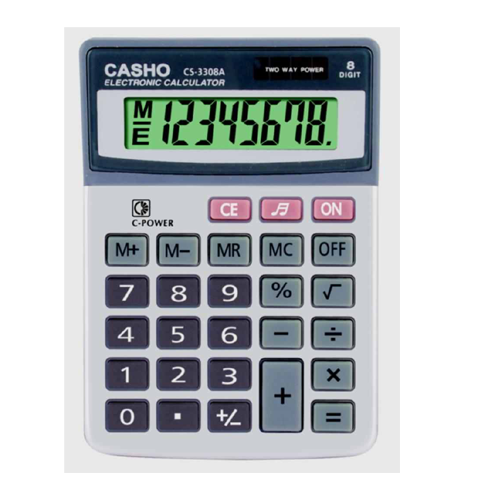 CASHO CS-3308A TWO WAY POWER 8
ELECTRONIC CALCULATOR DIGIT
M 12345678.
E
C-POWER CE ON
M+ M− MR MC OFF
7 8 9 % √
4 5 6 − ÷
1 2 3 + ×
0 . +/− =